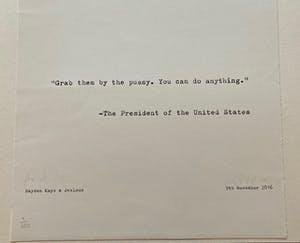 "Grab them by the pussy. You can do anything."
-The President of the United States
Hayden Kays x Jealous
9th November 2016